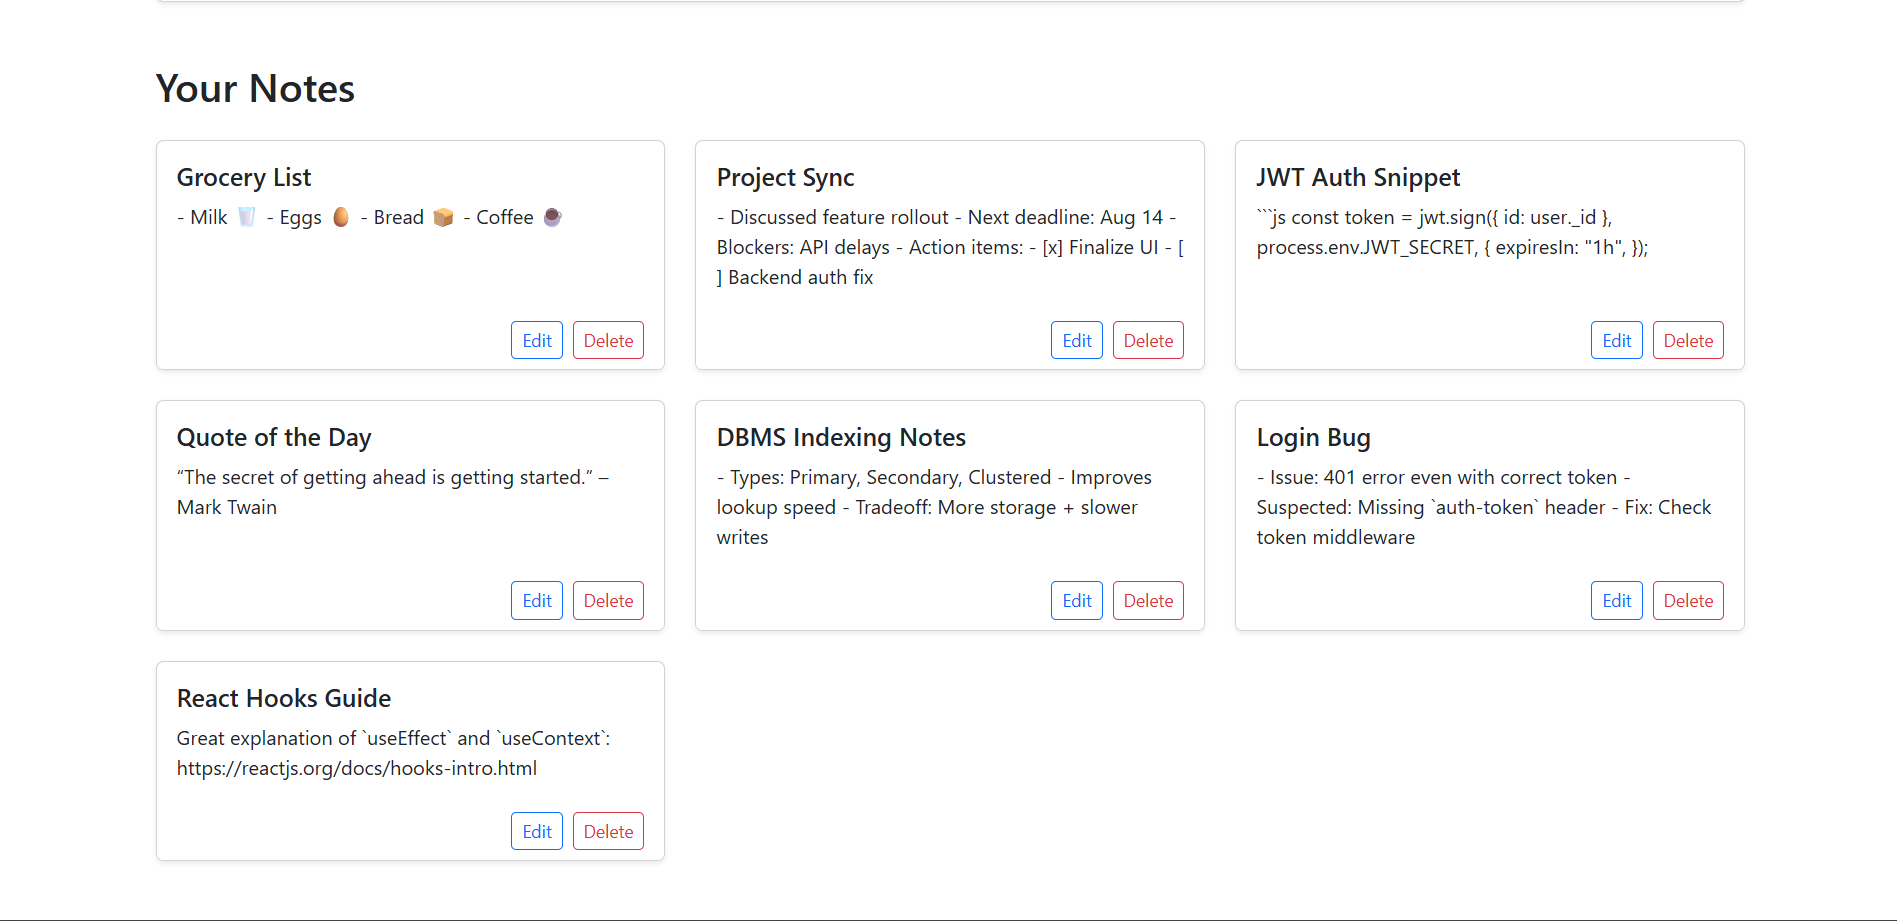 Your Notes
Grocery List
- Milk 🥛 - Eggs 🥚 - Bread 🍞 - Coffee ☕
Edit
Delete
Project Sync
- Discussed feature rollout - Next deadline: Aug 14 -
Blockers: API delays - Action items: - [x] Finalize UI - [
] Backend auth fix
Edit
Delete
JWT Auth Snippet
```js const token = jwt.sign({ id: user._id },
process.env.JWT_SECRET, { expiresIn: "1h", });
Edit
Delete
Quote of the Day
“The secret of getting ahead is getting started.” –
Mark Twain
Edit
Delete
DBMS Indexing Notes
- Types: Primary, Secondary, Clustered - Improves
lookup speed - Tradeoff: More storage + slower
writes
Edit
Delete
Login Bug
- Issue: 401 error even with correct token -
Suspected: Missing `auth-token` header - Fix: Check
token middleware
Edit
Delete
React Hooks Guide
Great explanation of `useEffect` and `useContext`:
https://reactjs.org/docs/hooks-intro.html
Edit
Delete